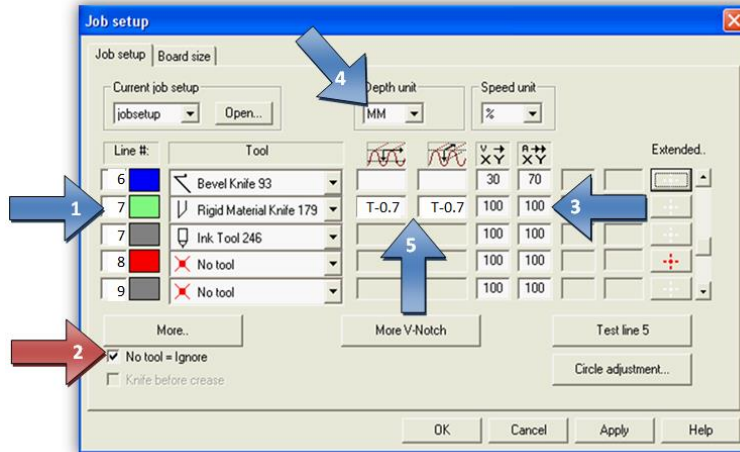 Job setup
Job setup Board size
Current job setup
jobsetup Open...
4
Depth unit
MM
Speed unit
%
Line #: Tool V XY A XY Extended..
6 Bevel Knife 93 30 70
1 7 Rigid Material Knife 179 T-0.7 T-0.7 100 100 3
7 Ink Tool 246 100 100
5
8 No tool 100 100
9 No tool 100 100
More.. More V-Notch Test line 5
2 No tool = Ignore
Circle adjustment...
Knife before crease
OK Cancel Apply Help